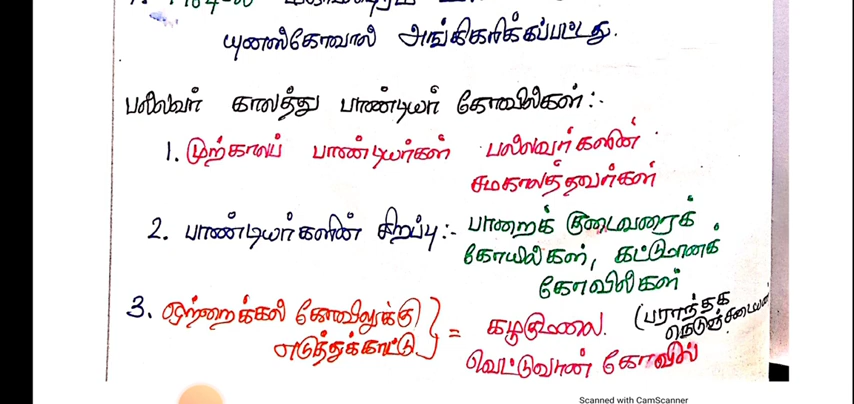 யுனஸ்கோவால் அங்கிகரிக்கப்பட்டது.
பல்லவர் காலத்து பாண்டியர் கோவில்கள்:-
1. முற்காலப் பாண்டியர்கள் பல்லவர்களின்
சமகாலத்தவர்கள்
2. பாண்டியர்களின் சிறப்பு:- பாறைக் குடைவரைக்
கோயில்கள், கட்டுமானக்
கோவில்கள்
3. ஒற்றைக்கல் கோவிலுக்கு
எடுத்துக்காட்டு } = கழுகுமலை. (பராந்தக
நெடுஞ்சடையன்
வெட்டுவான் கோவில்
Scanned with CamScanner